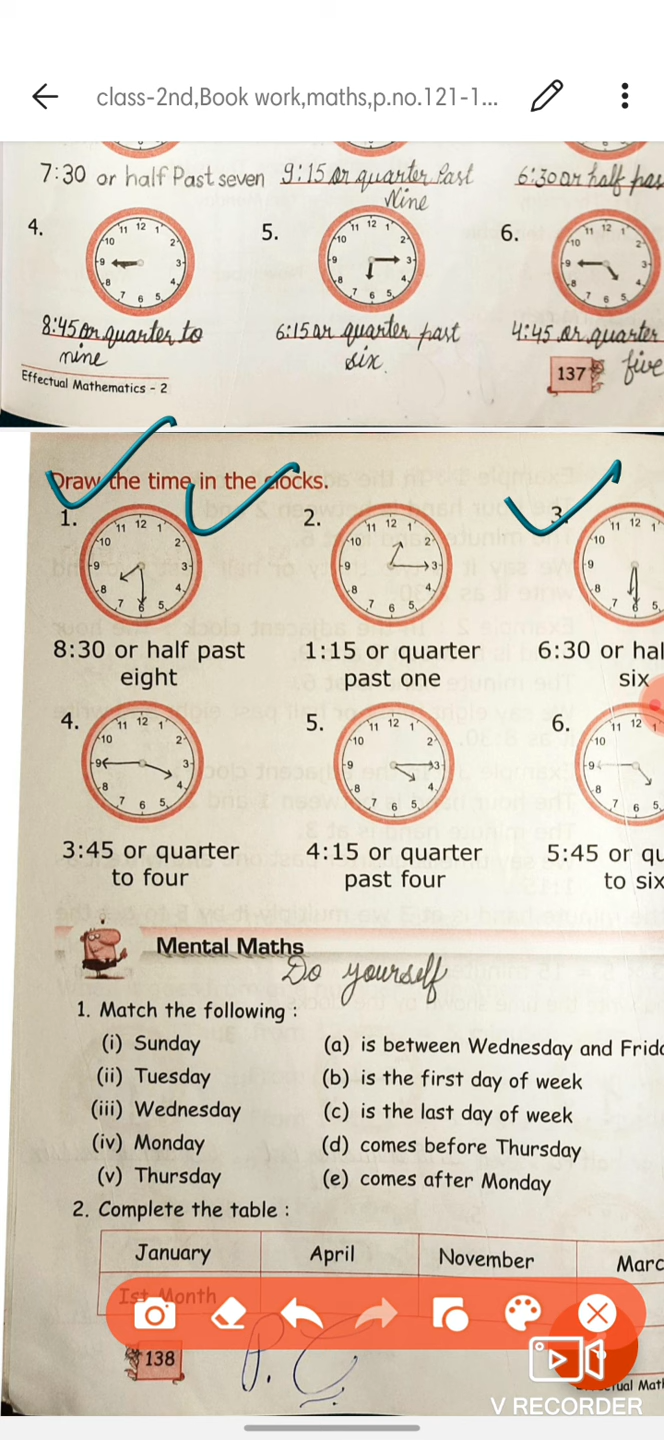 class-2nd,Book work,maths,p.no.121-1...
7:30 or half Past seven 9:15 or quarter Past 6:30 or half pas
Nine
4. 5. 6.
8:45 or quarter to 6:15 or quarter past 4:45 or quarter
nine six. five
Effectual Mathematics - 2 137
Draw the time in the clocks.
1. 2. 3.
8:30 or half past 1:15 or quarter 6:30 or hal
eight past one six
4. 5. 6.
3:45 or quarter 4:15 or quarter 5:45 or qu
to four past four to six
Mental Maths
Do yourself
1. Match the following :
(i) Sunday (a) is between Wednesday and Frida
(ii) Tuesday (b) is the first day of week
(iii) Wednesday (c) is the last day of week
(iv) Monday (d) comes before Thursday
(v) Thursday (e) comes after Monday
2. Complete the table :
January April November Marc
Ist Month
138
V RECORDER